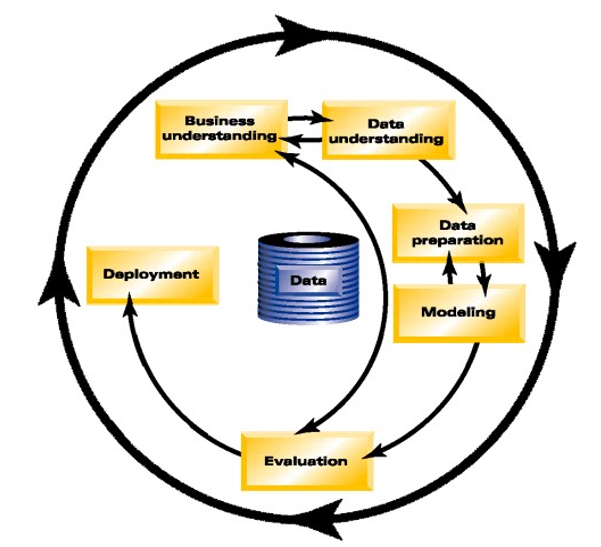 Business
understanding
Data
understanding
Data
preparation
Deployment
Data
Modeling
Evaluation